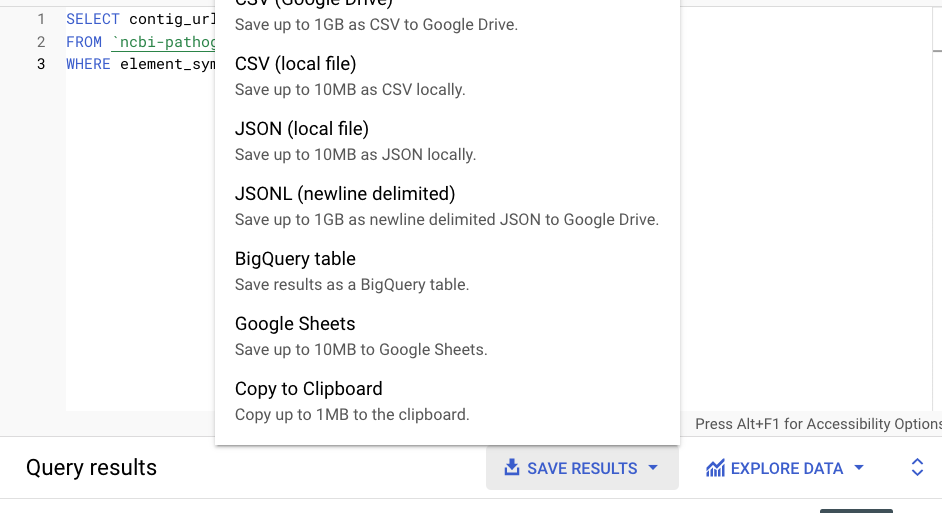 1 SELECT contig_url
2 FROM `ncbi-pathog
3 WHERE element_sym
CSV (Google Drive)
Save up to 1GB as CSV to Google Drive.
CSV (local file)
Save up to 10MB as CSV locally.
JSON (local file)
Save up to 10MB as JSON locally.
JSONL (newline delimited)
Save up to 1GB as newline delimited JSON to Google Drive.
BigQuery table
Save results as a BigQuery table.
Google Sheets
Save up to 10MB to Google Sheets.
Copy to Clipboard
Copy up to 1MB to the clipboard.
Press Alt+F1 for Accessibility Options
Query results
SAVE RESULTS
EXPLORE DATA